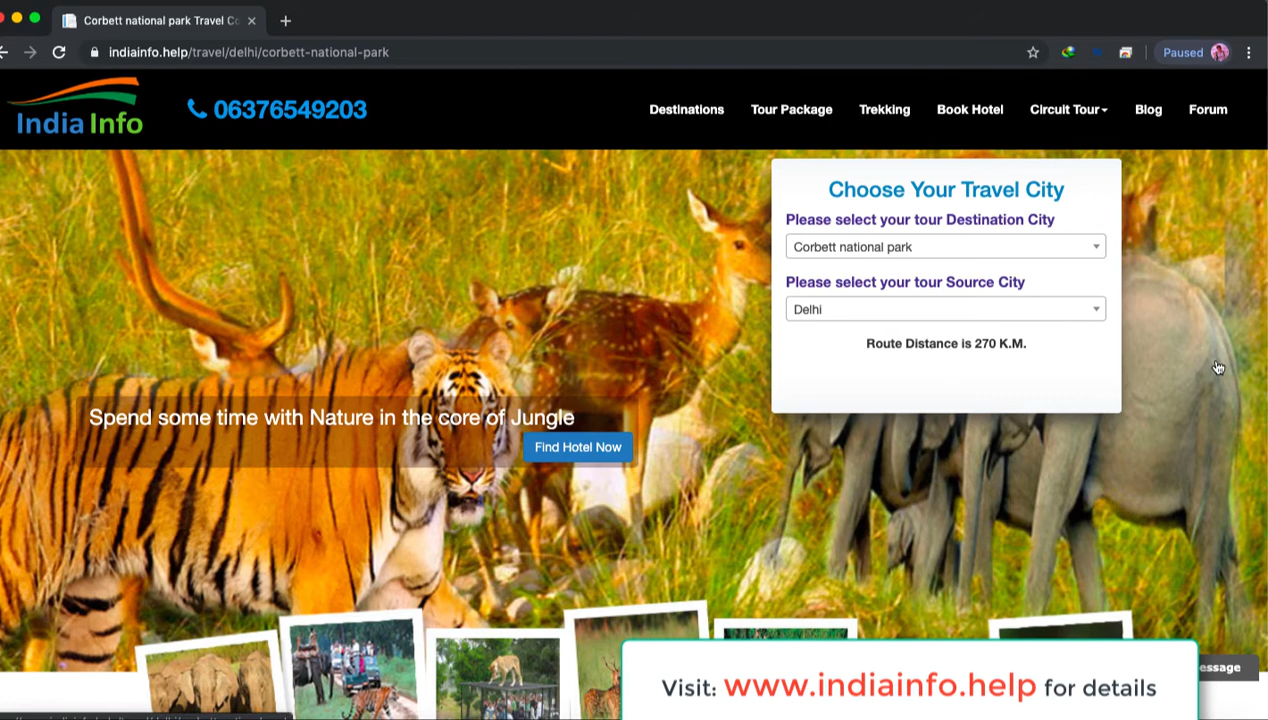 Corbett national park Travel Co
indiainfo.help/travel/delhi/corbett-national-park
Paused
India Info
06376549203
Destinations
Tour Package
Trekking
Book Hotel
Circuit Tour
Blog
Forum
Choose Your Travel City
Please select your tour Destination City
Corbett national park
Please select your tour Source City
Delhi
Route Distance is 270 K.M.
Spend some time with Nature in the core of Jungle
Find Hotel Now
essage
Visit: www.indiainfo.help for details